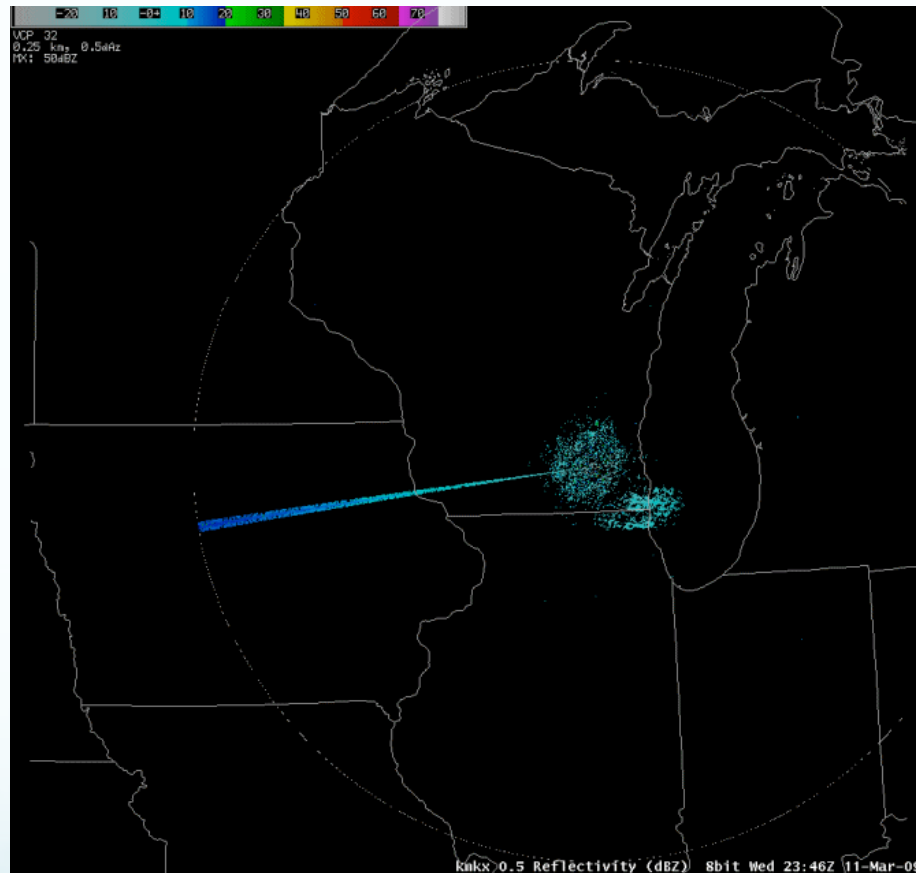 -20 10 -0+ 10 20 30 40 50 60 70
VCP 32
0.25 km, 0.5dAz
MX: 50dBZ
kmkx 0.5 Reflectivity (dBZ) 8bit Wed 23:46Z 11-Mar-09